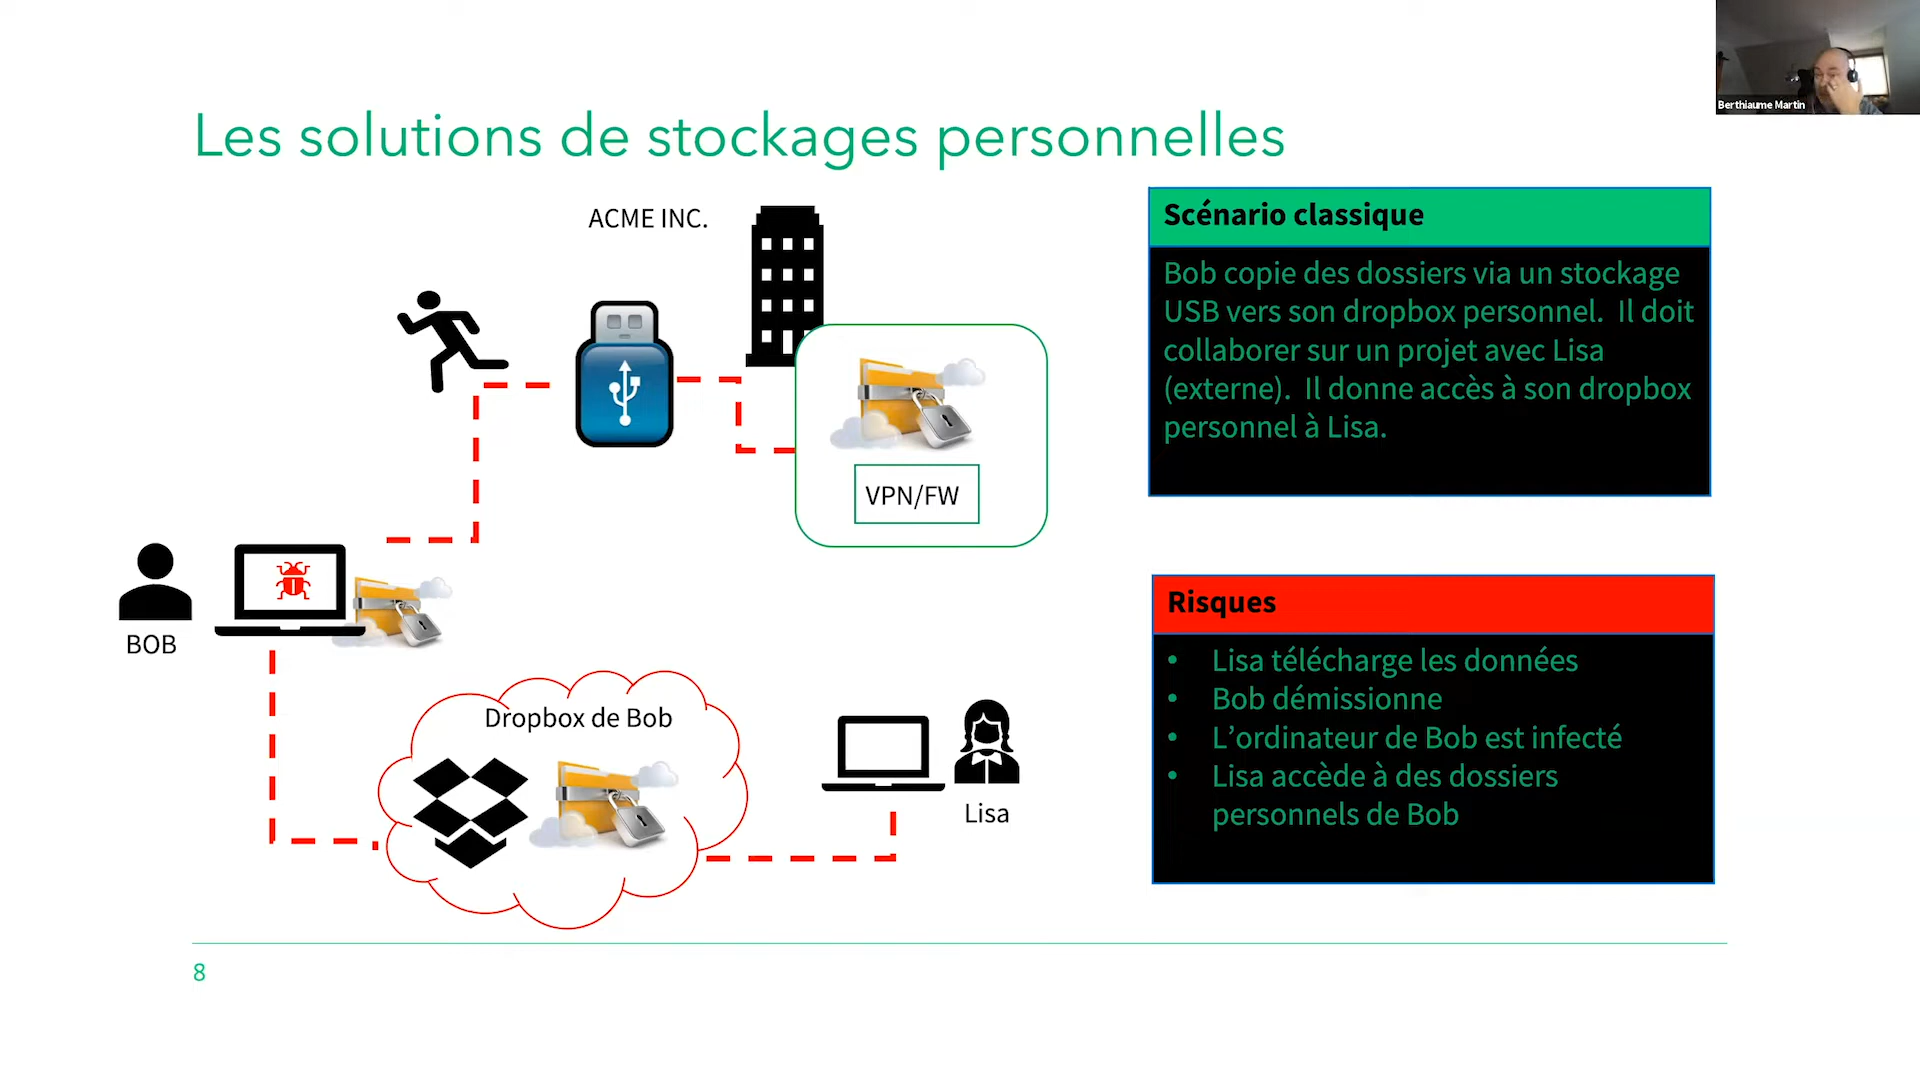 Berthiaume Martin
Les solutions de stockages personnelles
ACME INC.
VPN/FW
BOB
Dropbox de Bob
Lisa
Scénario classique
Bob copie des dossiers via un stockage
USB vers son dropbox personnel.  Il doit
collaborer sur un projet avec Lisa
(externe).  Il donne accès à son dropbox
personnel à Lisa.
Risques
• Lisa télécharge les données
• Bob démissionne
• L’ordinateur de Bob est infecté
• Lisa accède à des dossiers
personnels de Bob
8